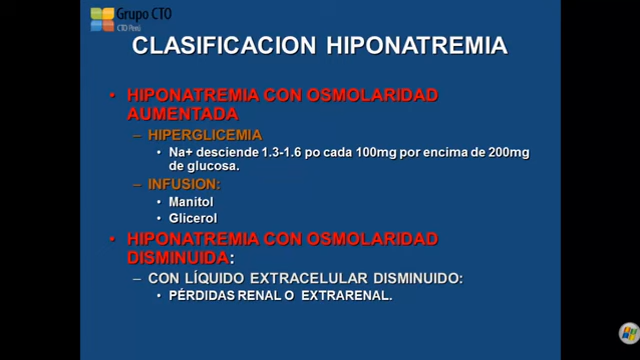 Grupo CTO
CTO Perú
CLASIFICACION HIPONATREMIA
• HIPONATREMIA CON OSMOLARIDAD
AUMENTADA
– HIPERGLICEMIA
• Na+ desciende 1.3-1.6 po cada 100mg por encima de 200mg
de glucosa.
– INFUSION:
• Manitol
• Glicerol
• HIPONATREMIA CON OSMOLARIDAD
DISMINUIDA:
– CON LÍQUIDO EXTRACELULAR DISMINUIDO:
• PÉRDIDAS RENAL O EXTRARENAL.